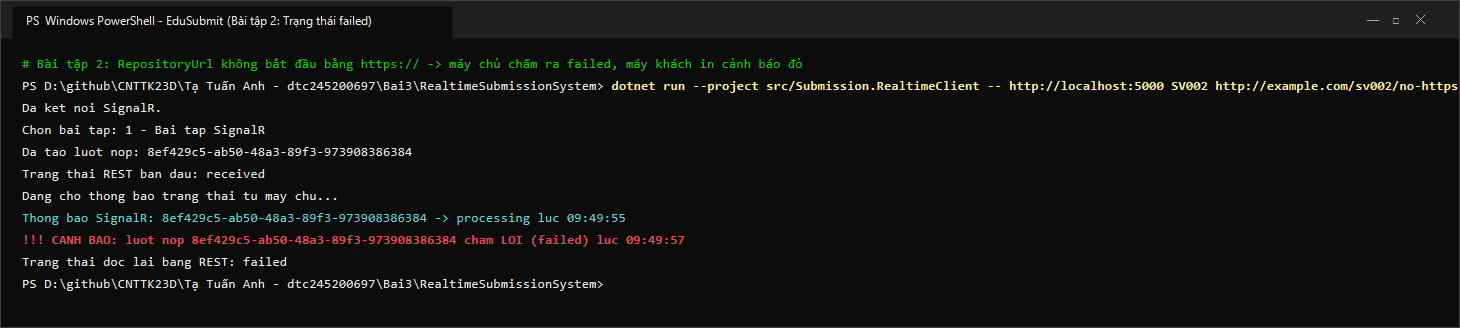 PS Windows PowerShell - EduSubmit (Bài tập 2: Trạng thái failed)
# Bài tập 2: RepositoryUrl không bắt đầu bằng https:// -> máy chủ chấm ra failed, máy khách in cảnh báo đỏ
PS D:\github\CNTTK23D\Tạ Tuấn Anh - dtc245200697\Bai3\RealtimeSubmissionSystem> dotnet run --project src/Submission.RealtimeClient -- http://localhost:5000 SV002 http://example.com/sv002/no-https
Da ket noi SignalR.
Chon bai tap: 1 - Bai tap SignalR
Da tao luot nop: 8ef429c5-ab50-48a3-89f3-973908386384
Trang thai REST ban dau: received
Dang cho thong bao trang thai tu may chu...
Thong bao SignalR: 8ef429c5-ab50-48a3-89f3-973908386384 -> processing luc 09:49:55
!!! CANH BAO: luot nop 8ef429c5-ab50-48a3-89f3-973908386384 cham LOI (failed) luc 09:49:57
Trang thai doc lai bang REST: failed
PS D:\github\CNTTK23D\Tạ Tuấn Anh - dtc245200697\Bai3\RealtimeSubmissionSystem>